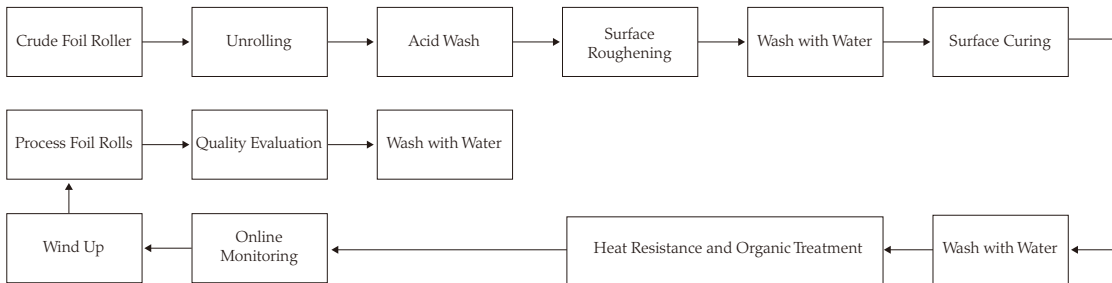 Crude Foil Roller
Unrolling
Acid Wash
Surface
Roughening
Wash with Water
Surface Curing
Process Foil Rolls
Quality Evaluation
Wash with Water
Wind Up
Online
Monitoring
Heat Resistance and Organic Treatment
Wash with Water